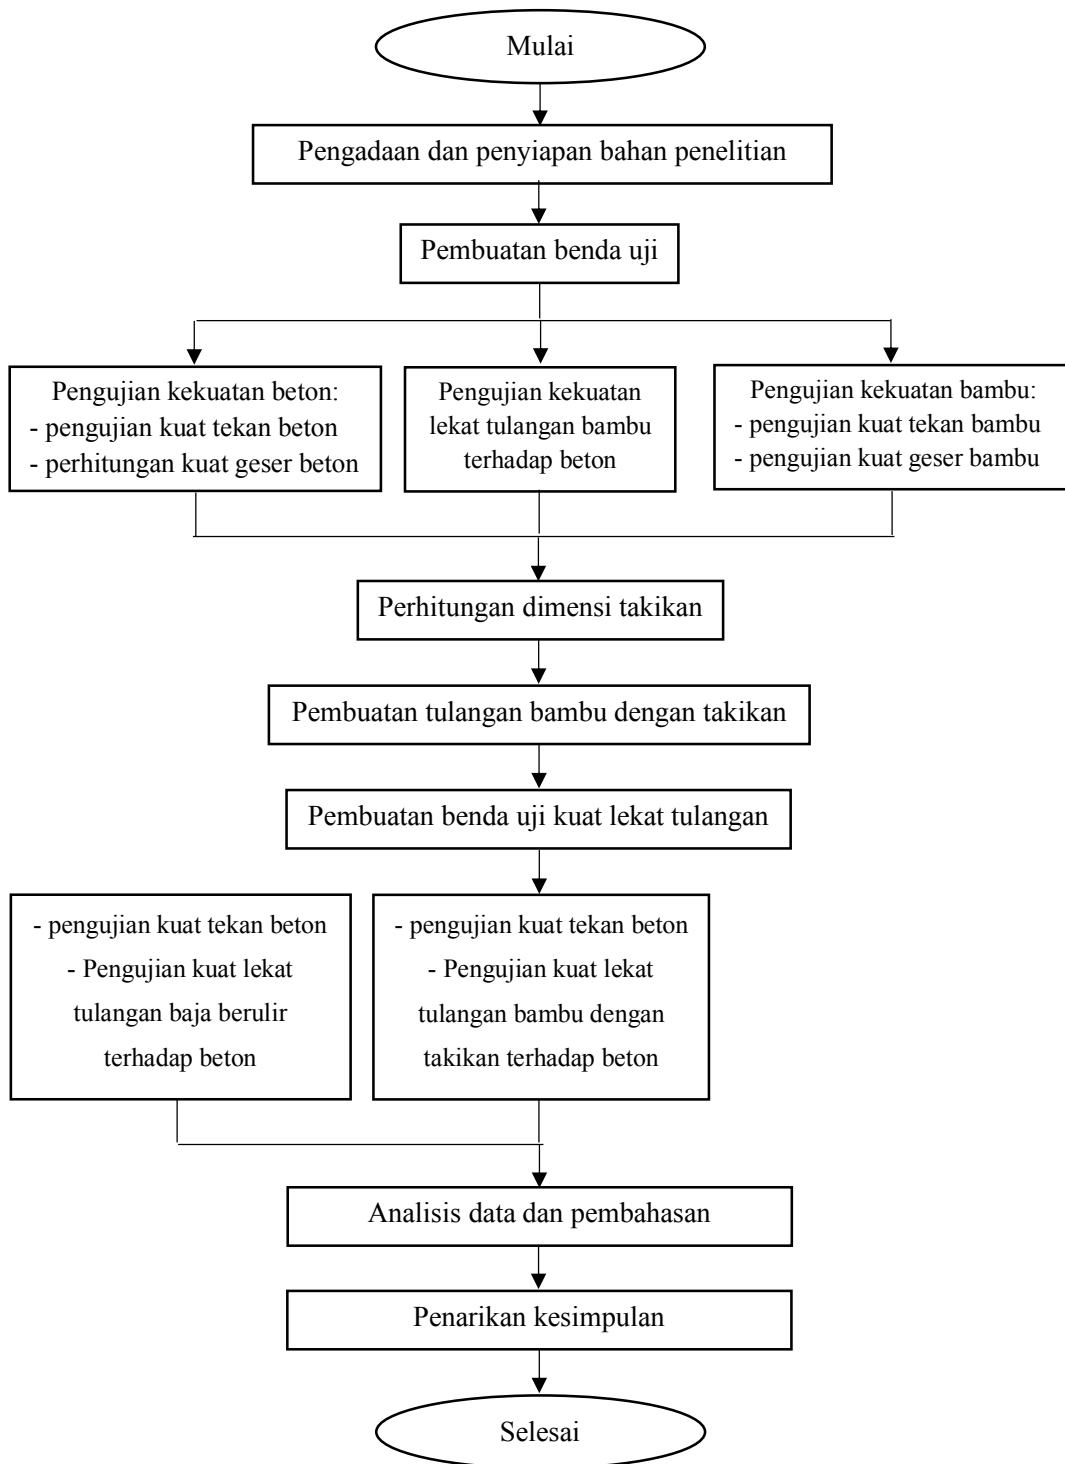 Mulai
Pengadaan dan penyiapan bahan penelitian
Pembuatan benda uji
Pengujian kekuatan beton:
- pengujian kuat tekan beton
- perhitungan kuat geser beton
Pengujian kekuatan
lekat tulangan bambu
terhadap beton
Pengujian kekuatan bambu:
- pengujian kuat tekan bambu
- pengujian kuat geser bambu
Perhitungan dimensi takikan
Pembuatan tulangan bambu dengan takikan
Pembuatan benda uji kuat lekat tulangan
- pengujian kuat tekan beton
- Pengujian kuat lekat
tulangan baja berulir
terhadap beton
- pengujian kuat tekan beton
- Pengujian kuat lekat
tulangan bambu dengan
takikan terhadap beton
Analisis data dan pembahasan
Penarikan kesimpulan
Selesai